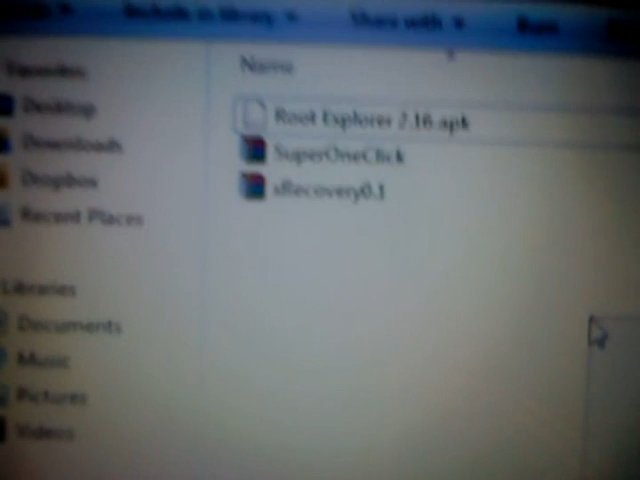 Include in library Share with Burn
Name
Favorites
Desktop
Downloads
Dropbox
Recent Places
Libraries
Documents
Music
Pictures
Videos
Root Explorer 2.16.apk
SuperOneClick
sRecovery0.1